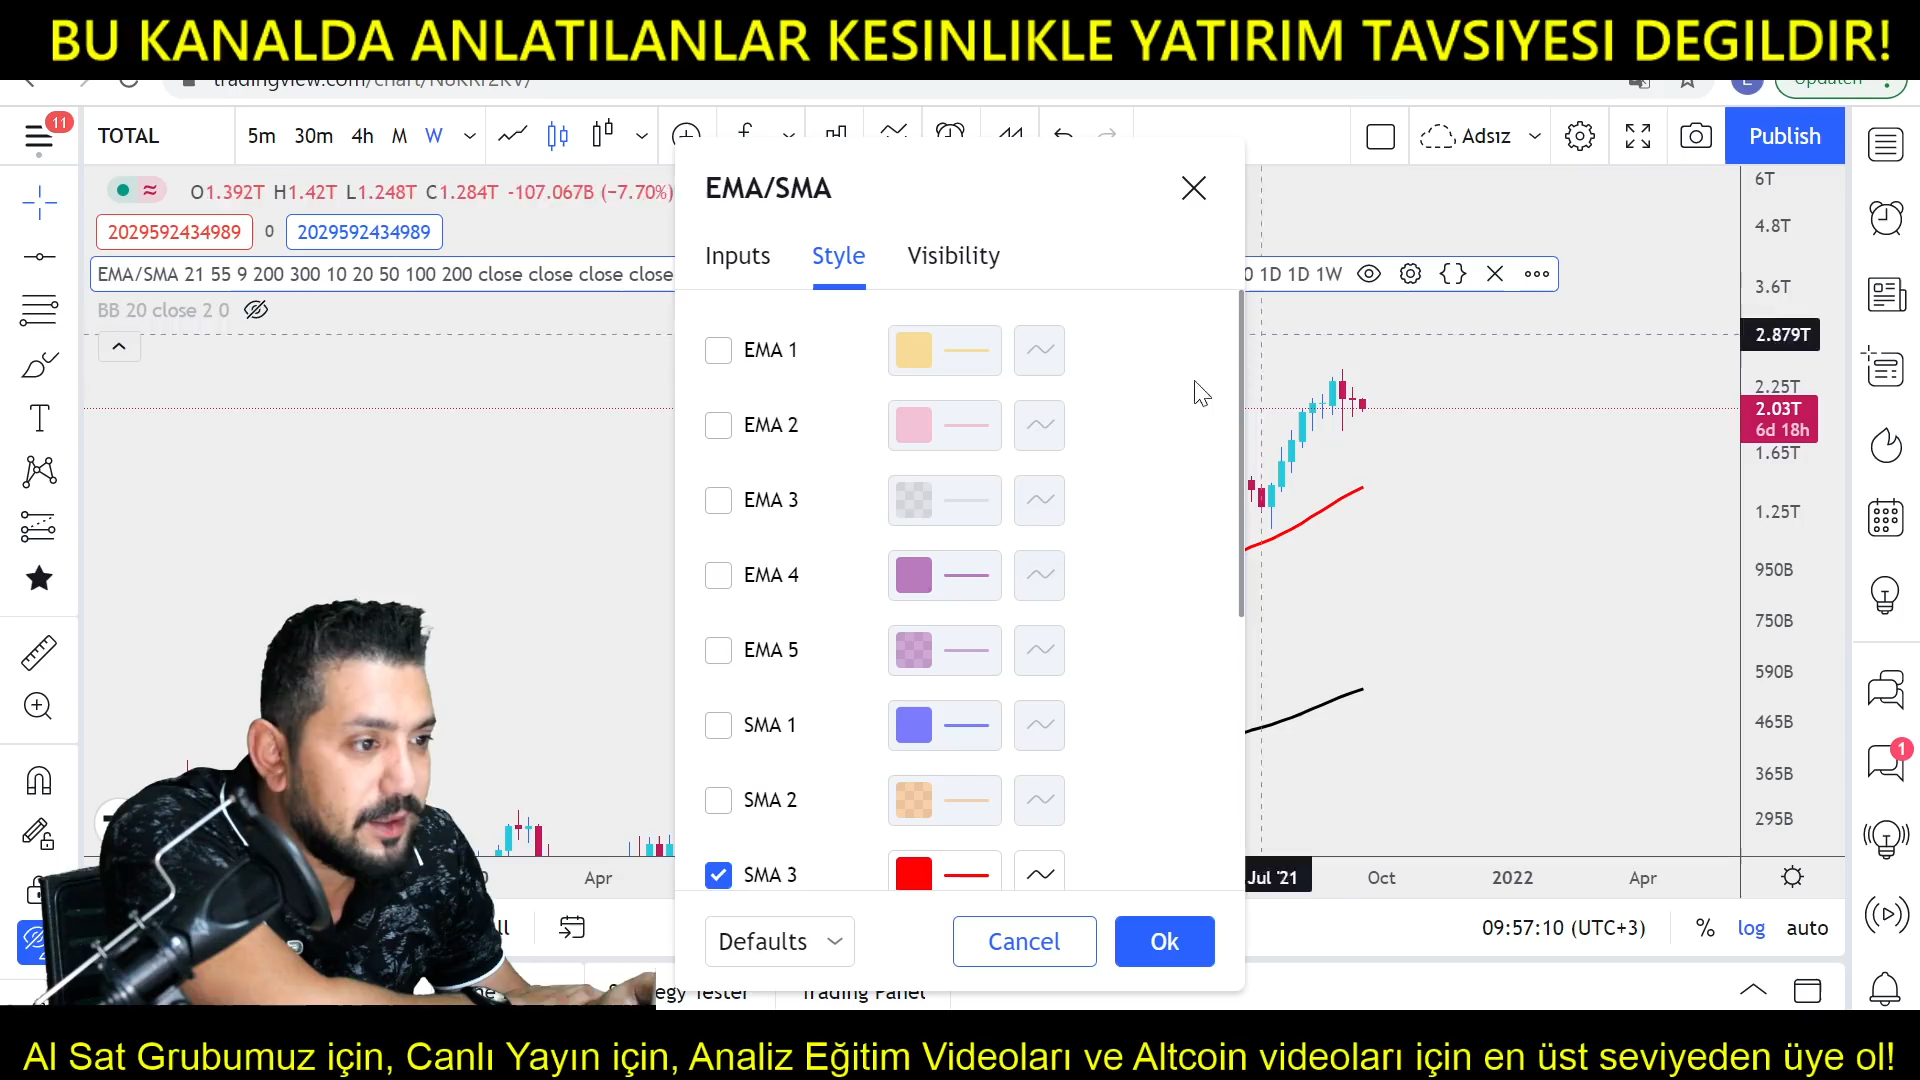 BU KANALDA ANLATILANLAR KESINLIKLE YATIRIM TAVSIYESI DEGILDIR!
11
TOTAL
5m 30m 4h M W
Adsız
Publish
O1.392T H1.42T L1.248T C1.284T -107.067B (−7.70%)
2029592434989 0 2029592434989
EMA/SMA 21 55 9 200 300 10 20 50 100 200 close close close close
1D 1D 1W
BB 20 close 2 0
EMA/SMA
Inputs Style Visibility
EMA 1
EMA 2
EMA 3
EMA 4
EMA 5
SMA 1
SMA 2
SMA 3
Defaults
Cancel
Ok
6T
4.8T
3.6T
2.879T
2.25T
2.03T
6d 18h
1.65T
1.25T
950B
750B
590B
465B
365B
295B
1
Apr
Jul '21
Oct
2022
Apr
09:57:10 (UTC+3)
%
log
auto
Trading Panel
Al Sat Grubumuz için, Canlı Yayın için, Analiz Eğitim Videoları ve Altcoin videoları için en üst seviyeden üye ol!